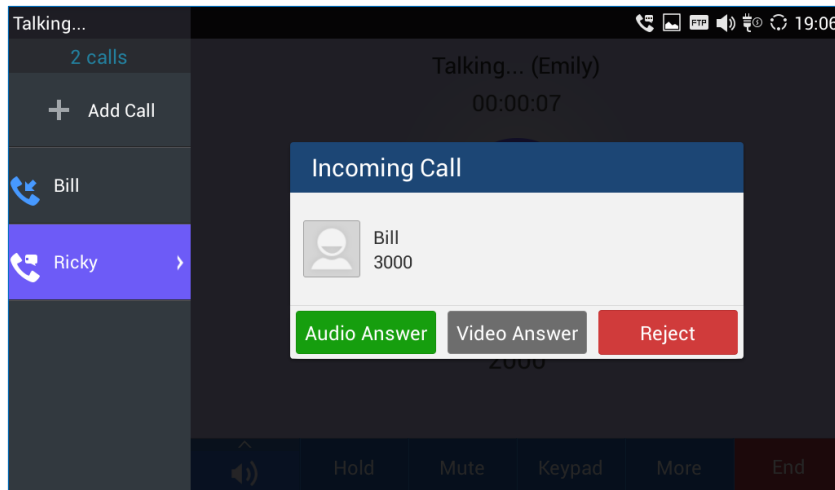 Talking...
FTP
19:06
2 calls
Add Call
Bill
Ricky
Talking... (Emily)
00:00:07
Incoming Call
Bill
3000
Audio Answer
Video Answer
Reject
2000
Hold
Mute
Keypad
More
End